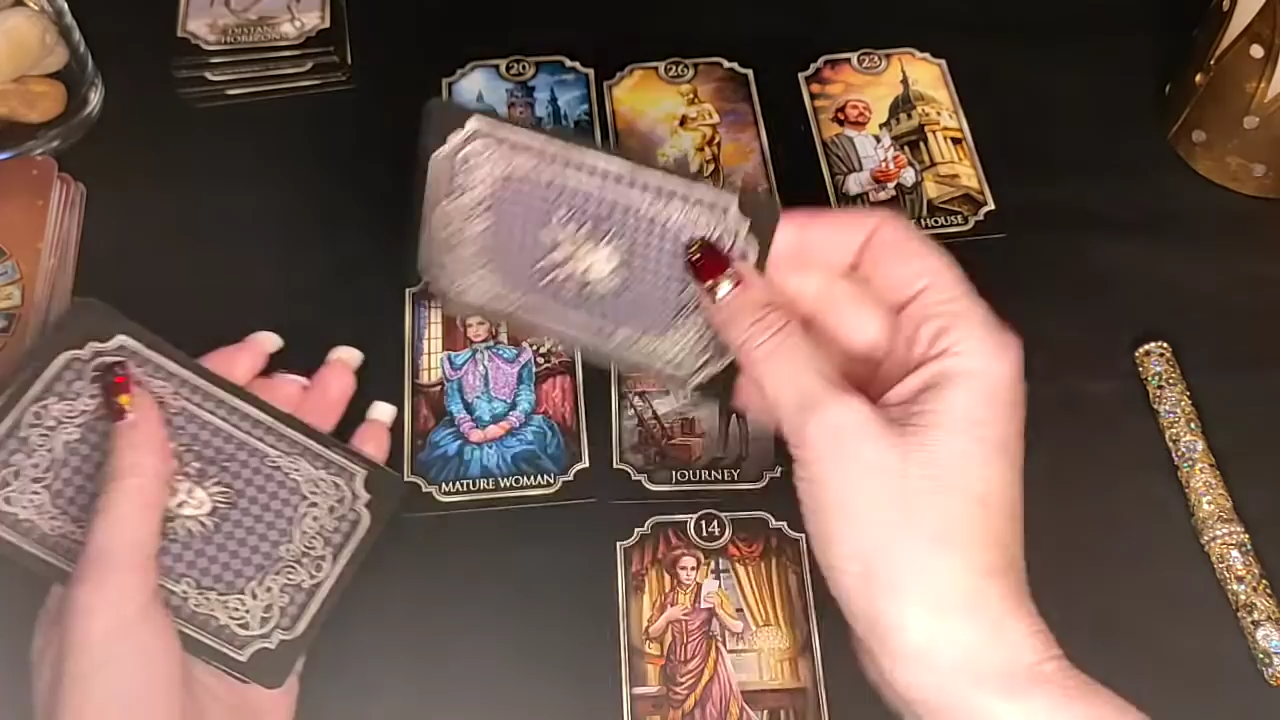 DISTANT
HORIZONS
20
26
23
HOUSE
MATURE WOMAN
JOURNEY
14